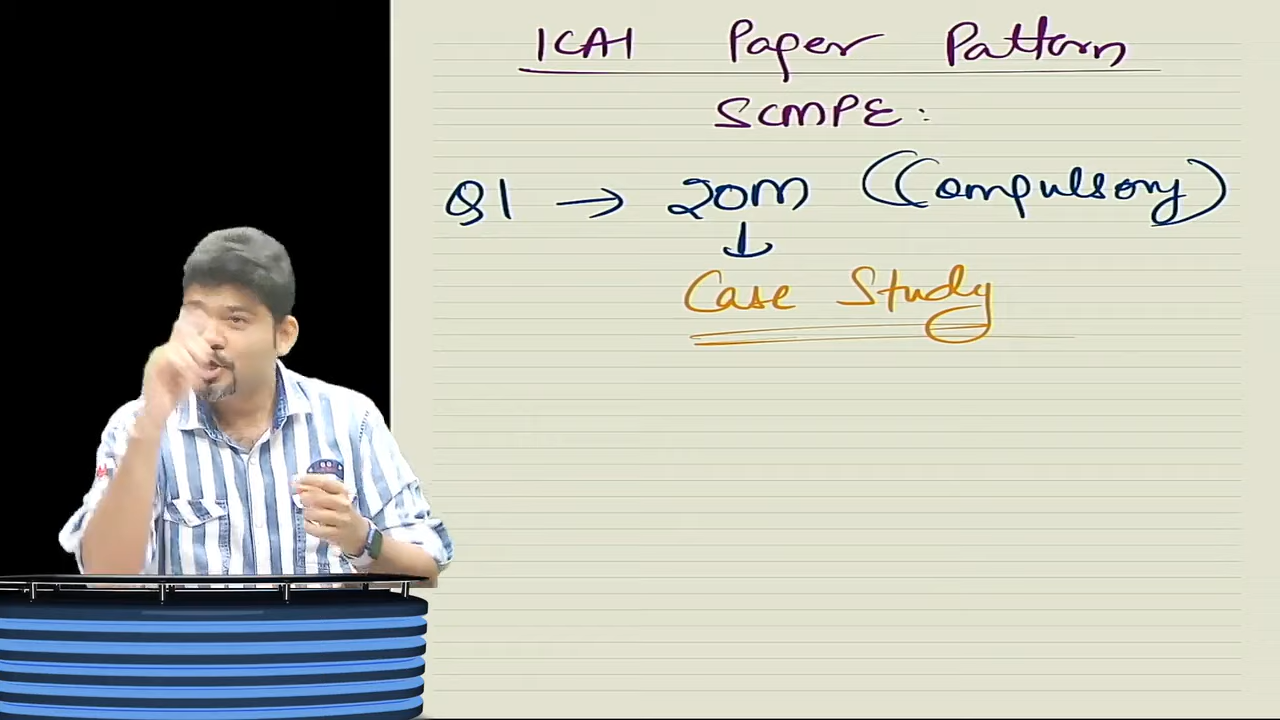 ICAI Paper Pattern
SCMPE:
Q1 → 20M (Compulsory)
↓
Case Study